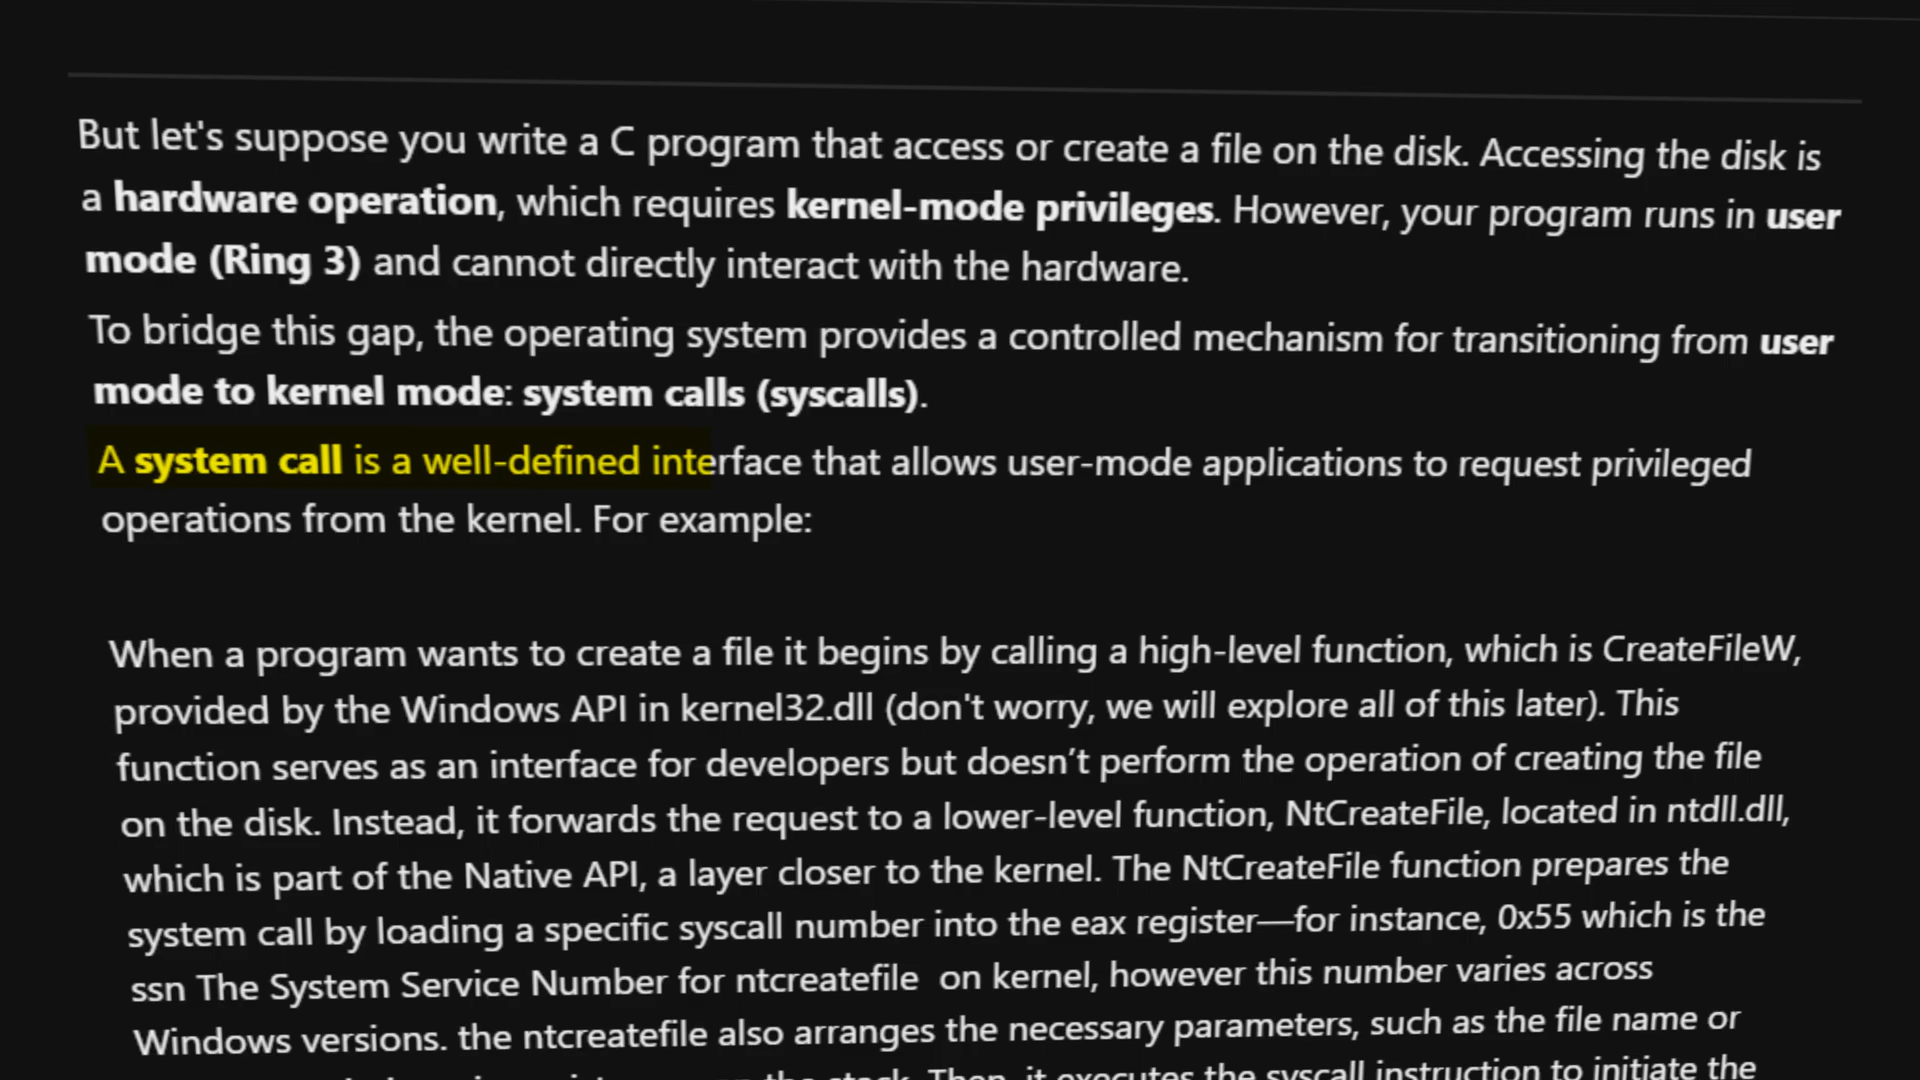 But let's suppose you write a C program that access or create a file on the disk. Accessing the disk is
a hardware operation, which requires kernel-mode privileges. However, your program runs in user
mode (Ring 3) and cannot directly interact with the hardware.
To bridge this gap, the operating system provides a controlled mechanism for transitioning from user
mode to kernel mode: system calls (syscalls).
A system call is a well-defined interface that allows user-mode applications to request privileged
operations from the kernel. For example:
When a program wants to create a file it begins by calling a high-level function, which is CreateFileW,
provided by the Windows API in kernel32.dll (don't worry, we will explore all of this later). This
function serves as an interface for developers but doesn’t perform the operation of creating the file
on the disk. Instead, it forwards the request to a lower-level function, NtCreateFile, located in ntdll.dll,
which is part of the Native API, a layer closer to the kernel. The NtCreateFile function prepares the
system call by loading a specific syscall number into the eax register—for instance, 0x55 which is the
ssn The System Service Number for ntcreatefile  on kernel, however this number varies across
Windows versions. the ntcreatefile also arranges the necessary parameters, such as the file name or
the stack. Then, it executes the syscall instruction to initiate the